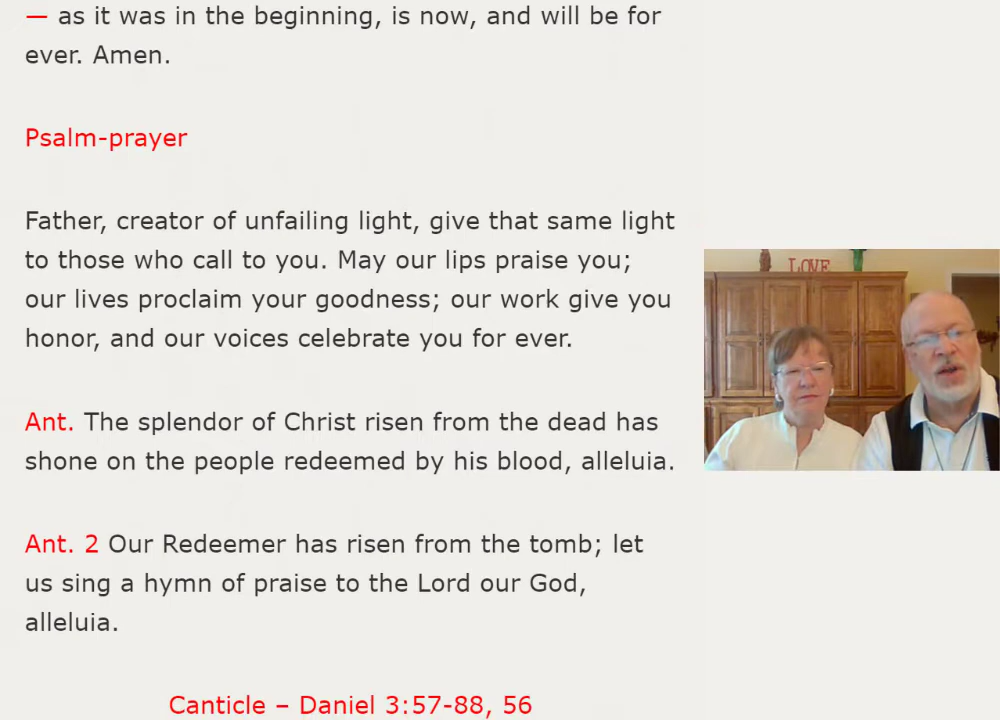 — as it was in the beginning, is now, and will be for
ever. Amen.
Psalm-prayer
Father, creator of unfailing light, give that same light
to those who call to you. May our lips praise you;
our lives proclaim your goodness; our work give you
honor, and our voices celebrate you for ever.
LOVE
Ant. The splendor of Christ risen from the dead has
shone on the people redeemed by his blood, alleluia.
Ant. 2 Our Redeemer has risen from the tomb; let
us sing a hymn of praise to the Lord our God,
alleluia.
Canticle – Daniel 3:57-88, 56